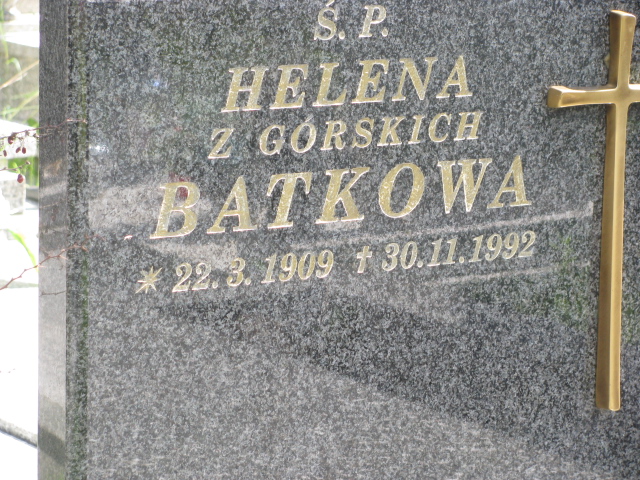 Ś. P.
HELENA
Z GÓRSKICH
BATKOWA
* 22. 3. 1909 † 30. 11. 1992